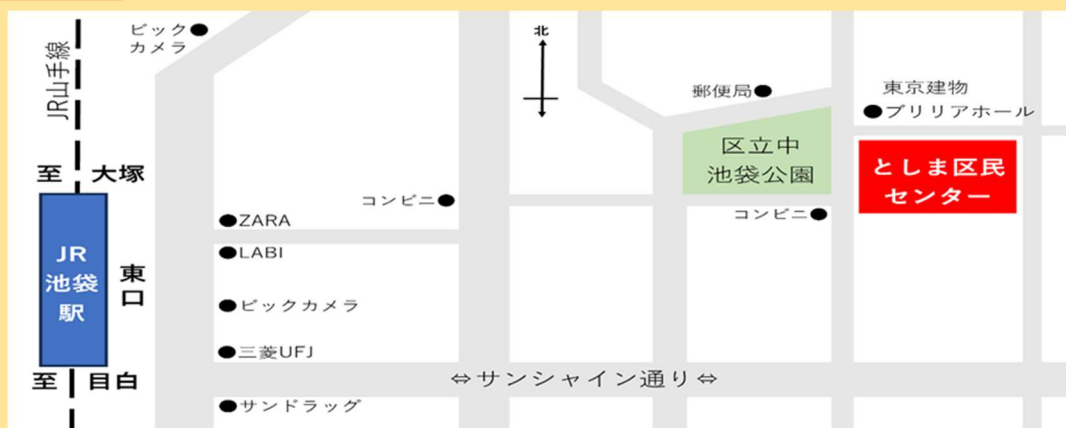 ビック
カメラ
JR山手線
北
郵便局
東京建物
ブリリアホール
区立中
池袋公園
としま区民
センター
至 大塚
コンビニ
コンビニ
ZARA
LABI
JR
池袋
駅
東口
ビックカメラ
三菱UFJ
⇔サンシャイン通り⇔
至 目白
サンドラッグ